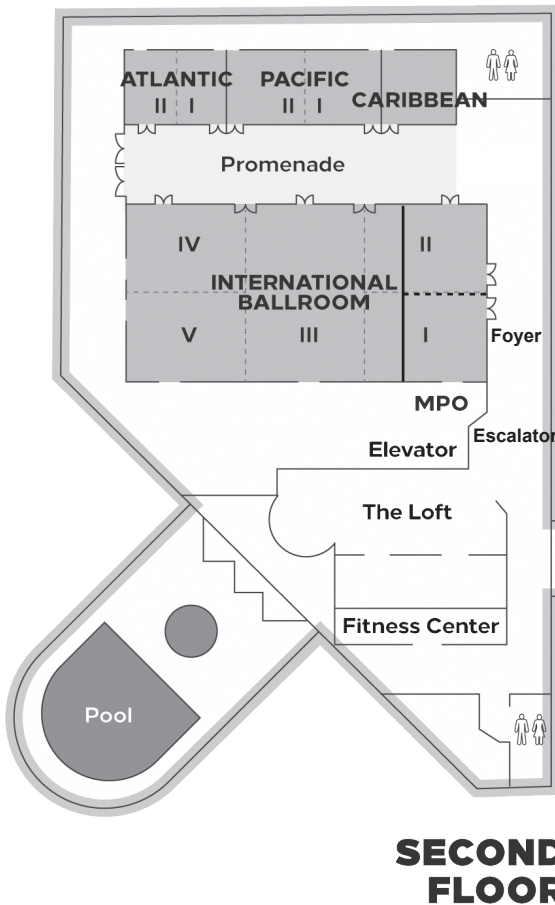 ATLANTIC
II I
PACIFIC
II I
CARIBBEAN
Promenade
IV
II
INTERNATIONAL
BALLROOM
V
III
I
Foyer
MPO
Escalator
Elevator
The Loft
Fitness Center
Pool
SECOND
FLOOR